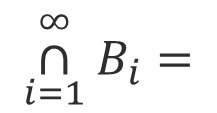 ∞
∩ Bᵢ =
i=1